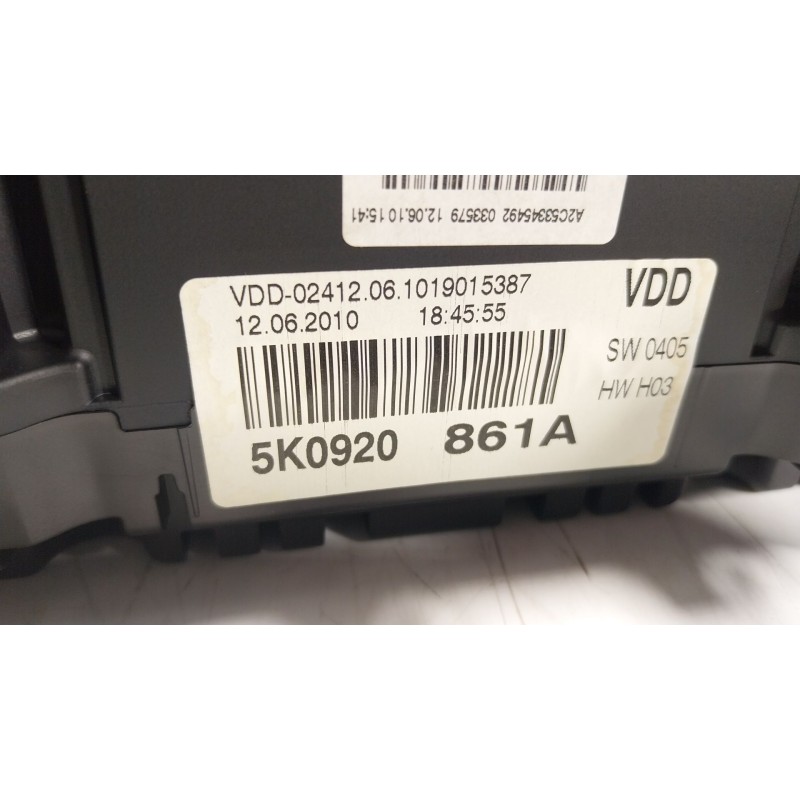 A2C53345492 033579 12.06.10 15:41
VDD-02412.06.1019015387 VDD
12.06.2010 18:45:55
SW 0405
HW H03
5K0920 861A